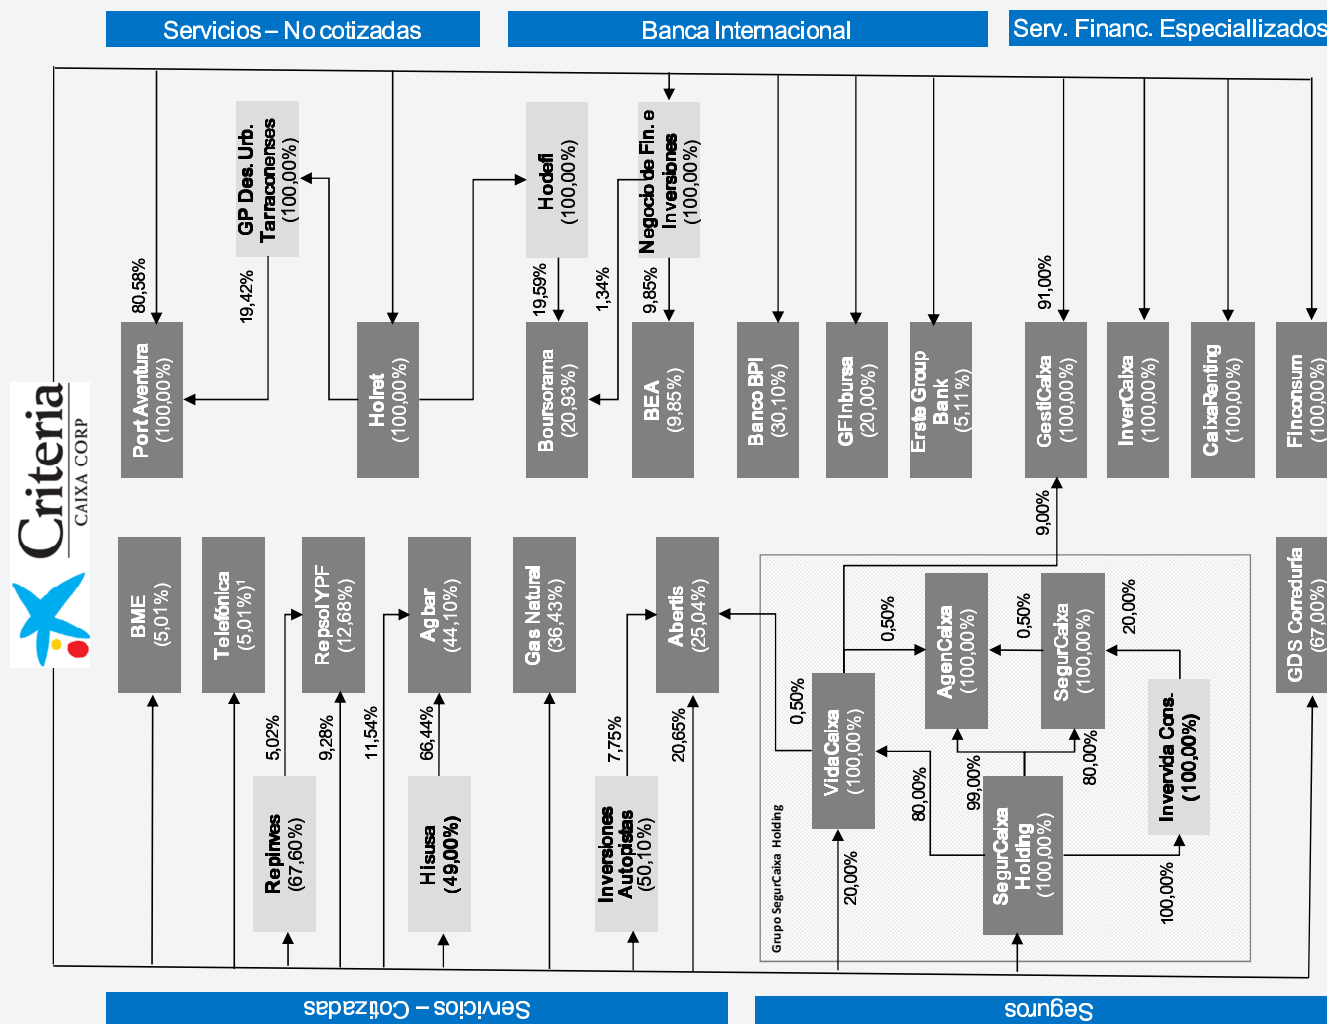 Servicios – No cotizadas
Banca Internacional
Serv. Financ. Especiallizados
Criteria
CAIXA CORP
GP Des. Urb.
Tarraconenses
(100,00%)
Hodefi
(100,00%)
Negocio de Fin. e
Inversiones
(100,00%)
80,58%
19,42%
19,59%
1,34%
9,85%
91,00%
Port Aventura
(100,00%)
Holret
(100,00%)
Boursorama
(20,93%)
BEA
(9,85%)
Banco BPI
(30,10%)
GFInbursa
(20,00%)
Erste Group
Bank
(5,11%)
GestiCaixa
(100,00%)
InverCaixa
(100,00%)
CaixaRenting
(100,00%)
Finconsum
(100,00%)
9,00%
BME
(5,01%)
Telefónica
(5,01%)¹
Repsol YPF
(12,68%)
Agbar
(44,10%)
Gas Natural
(36,43%)
Abertis
(25,04%)
AgenCaixa
(100,00%)
SegurCaixa
(100,00%)
GDS Correduría
(67,00%)
0,50%
0,50%
20,00%
0,50%
5,02%
9,28%
11,54%
66,44%
7,75%
20,65%
VidaCaixa
(100,00%)
80,00%
99,00%
80,00%
Invervida Cons.
(100,00%)
Repinves
(67,60%)
Hisusa
(49,00%)
Inversiones
Autopistas
(50,10%)
Grupo SegurCaixa Holding
20,00%
SegurCaixa
Holding
(100,00%)
100,00%
Servicios – Cotizadas
Seguros